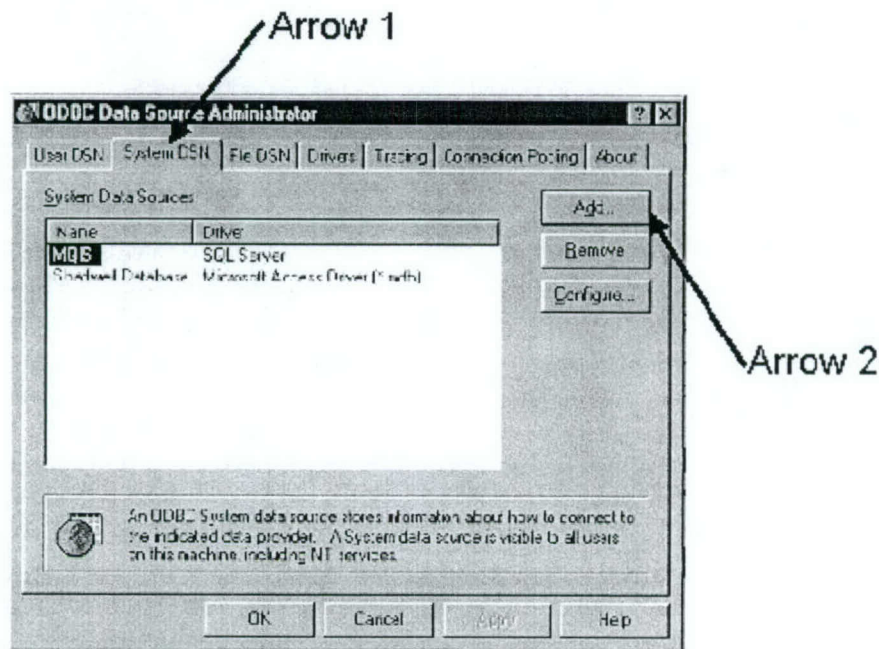 Arrow 1
ODBC Data Source Administrator
User DSN System DSN File DSN Drivers Tracing Connection Pooling About
System Data Sources
Add...
Name Driver
MQIS SQL Server
Remove
Database Microsoft Access Driver (*.mdb)
Configure...
Arrow 2
An ODBC System data source stores information about how to connect to
the indicated data provider. A System data source is visible to all users
on this machine, including NT services.
OK Cancel Apply Help